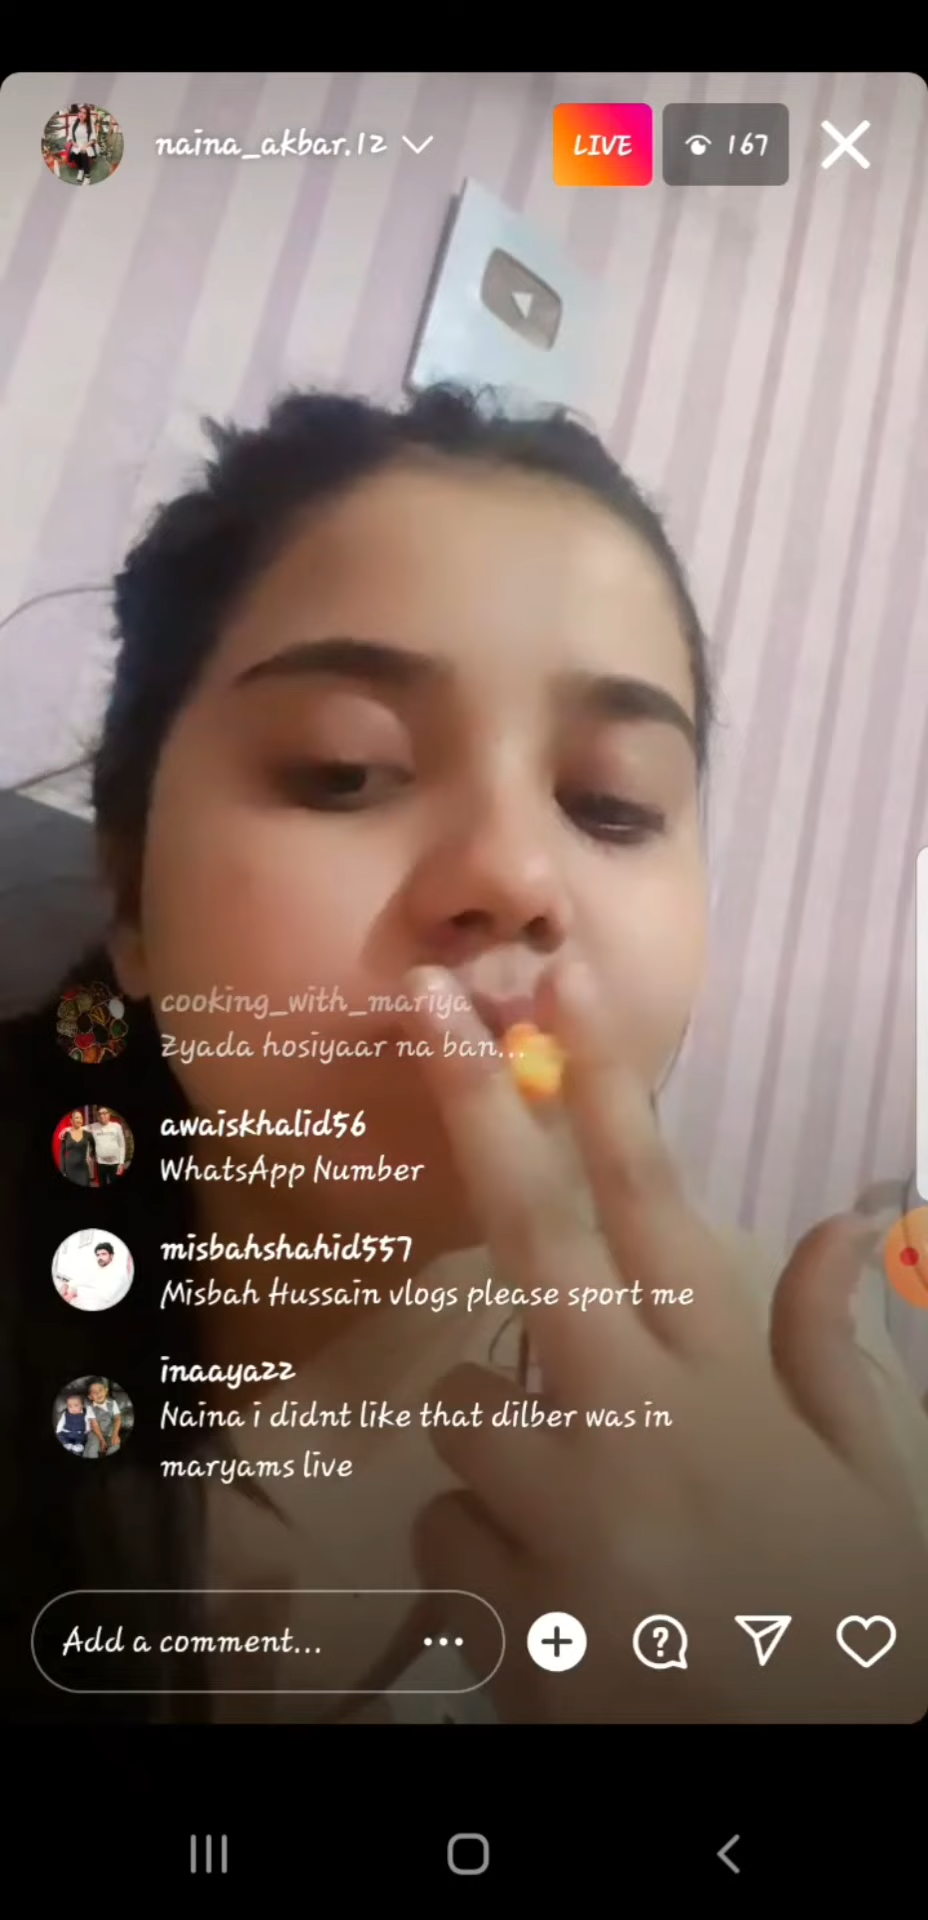 naina_akbar.12
LIVE
167
cooking_with_mariya
Zyada hosiyaar na ban...
awaiskhalid56
WhatsApp Number
misbahshahid557
Misbah Hussain vlogs please sport me
inaaya22
Naina i didnt like that dilber was in
maryams live
Add a comment...